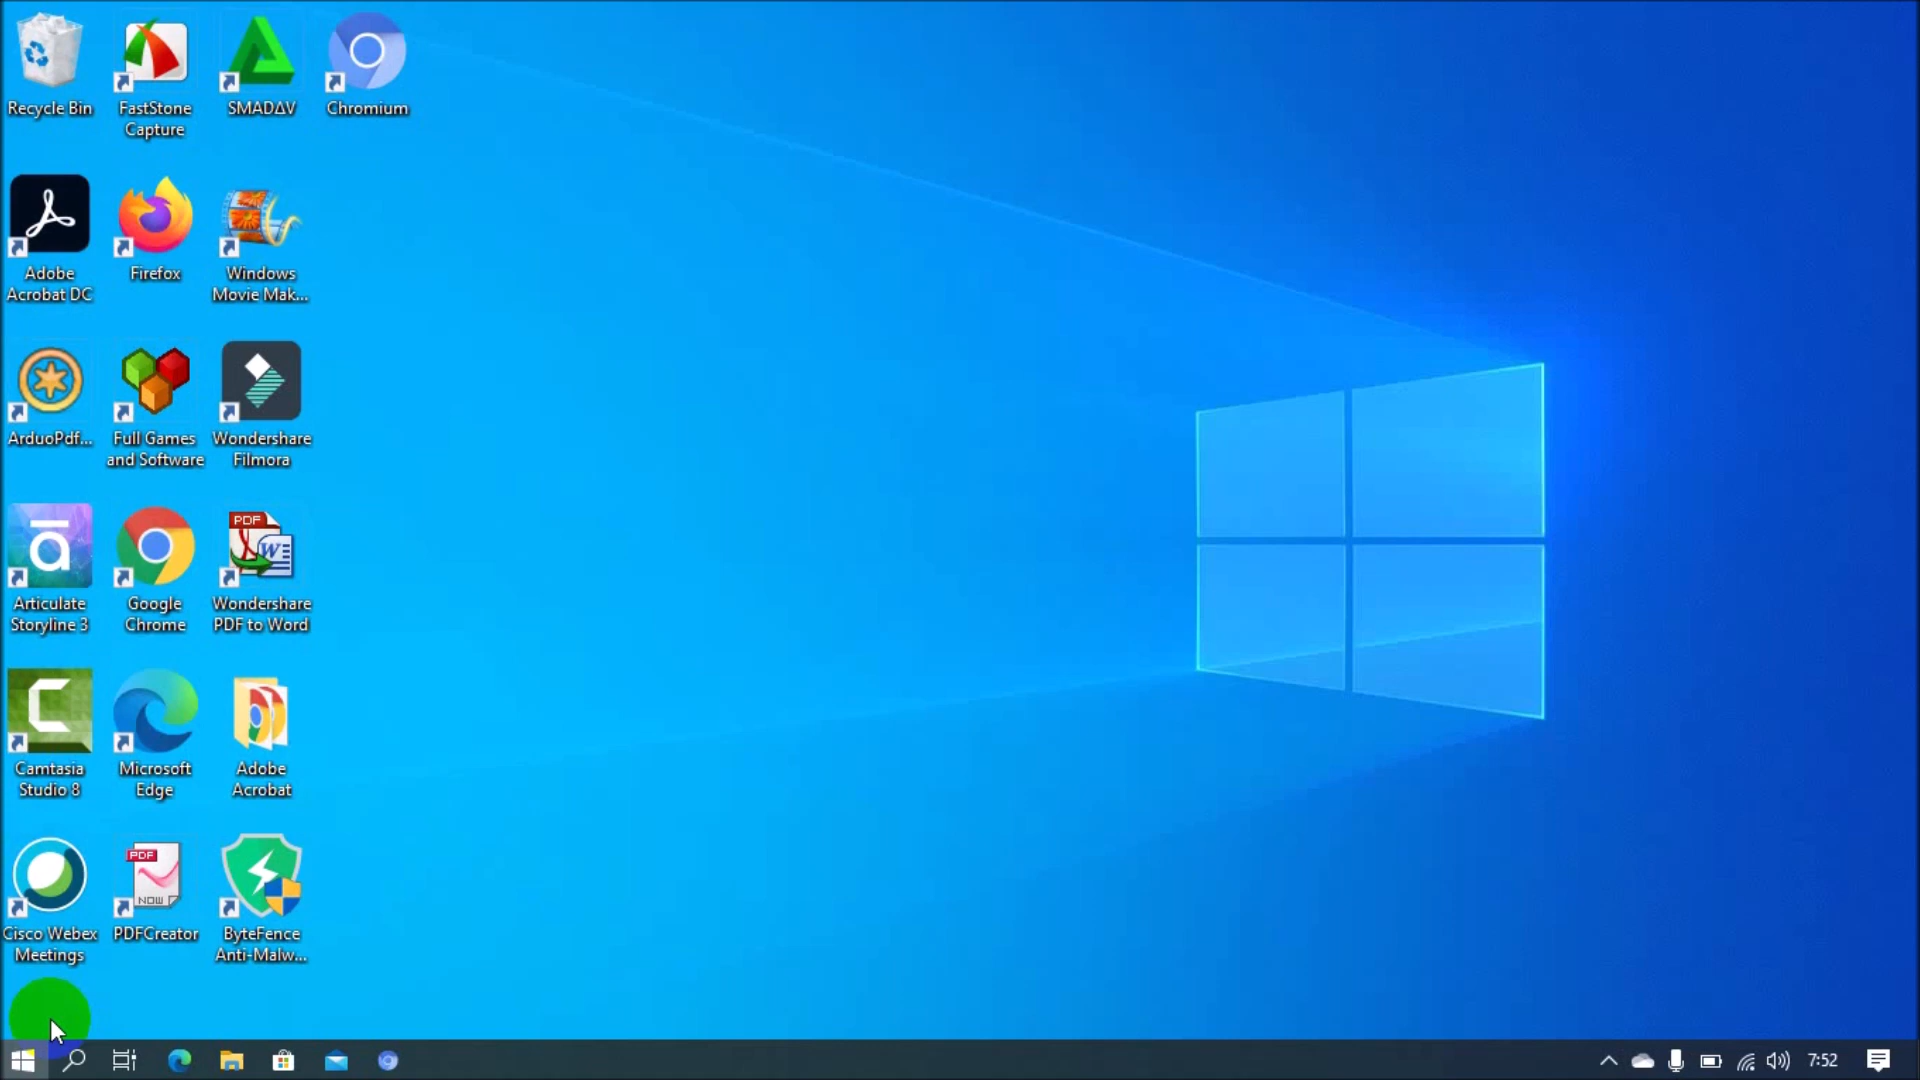 Recycle Bin
FastStone
Capture
SMADΔV
Chromium
Adobe
Acrobat DC
Firefox
Windows
Movie Mak...
ArduoPdf...
Full Games
and Software
Wondershare
Filmora
Articulate
Storyline 3
Google
Chrome
PDF
W
Wondershare
PDF to Word
Camtasia
Studio 8
Microsoft
Edge
Adobe
Acrobat
Cisco Webex
Meetings
PDF
NOW
PDFCreator
ByteFence
Anti-Malw...
7:52